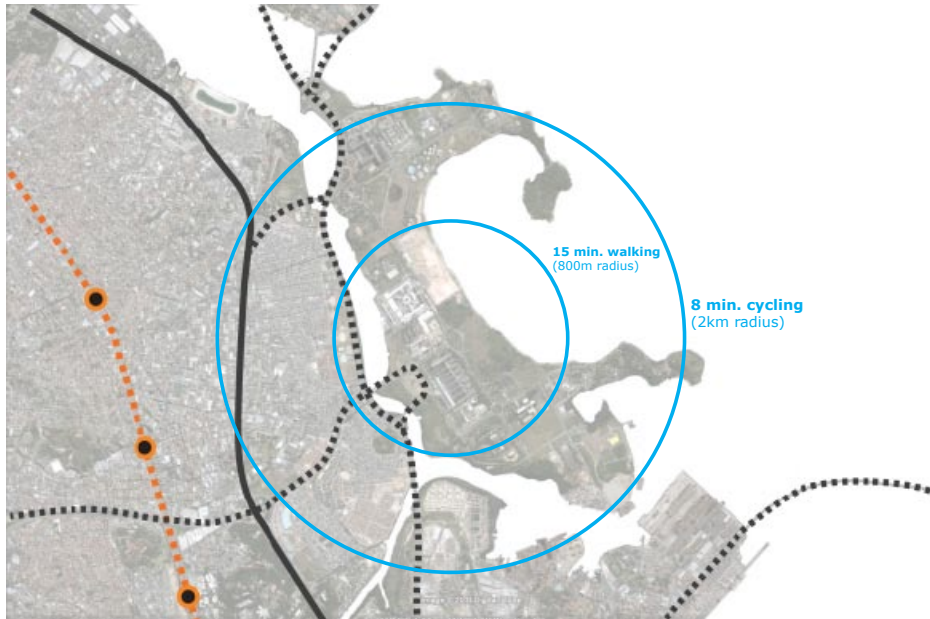 15 min. walking
(800m radius)
8 min. cycling
(2km radius)